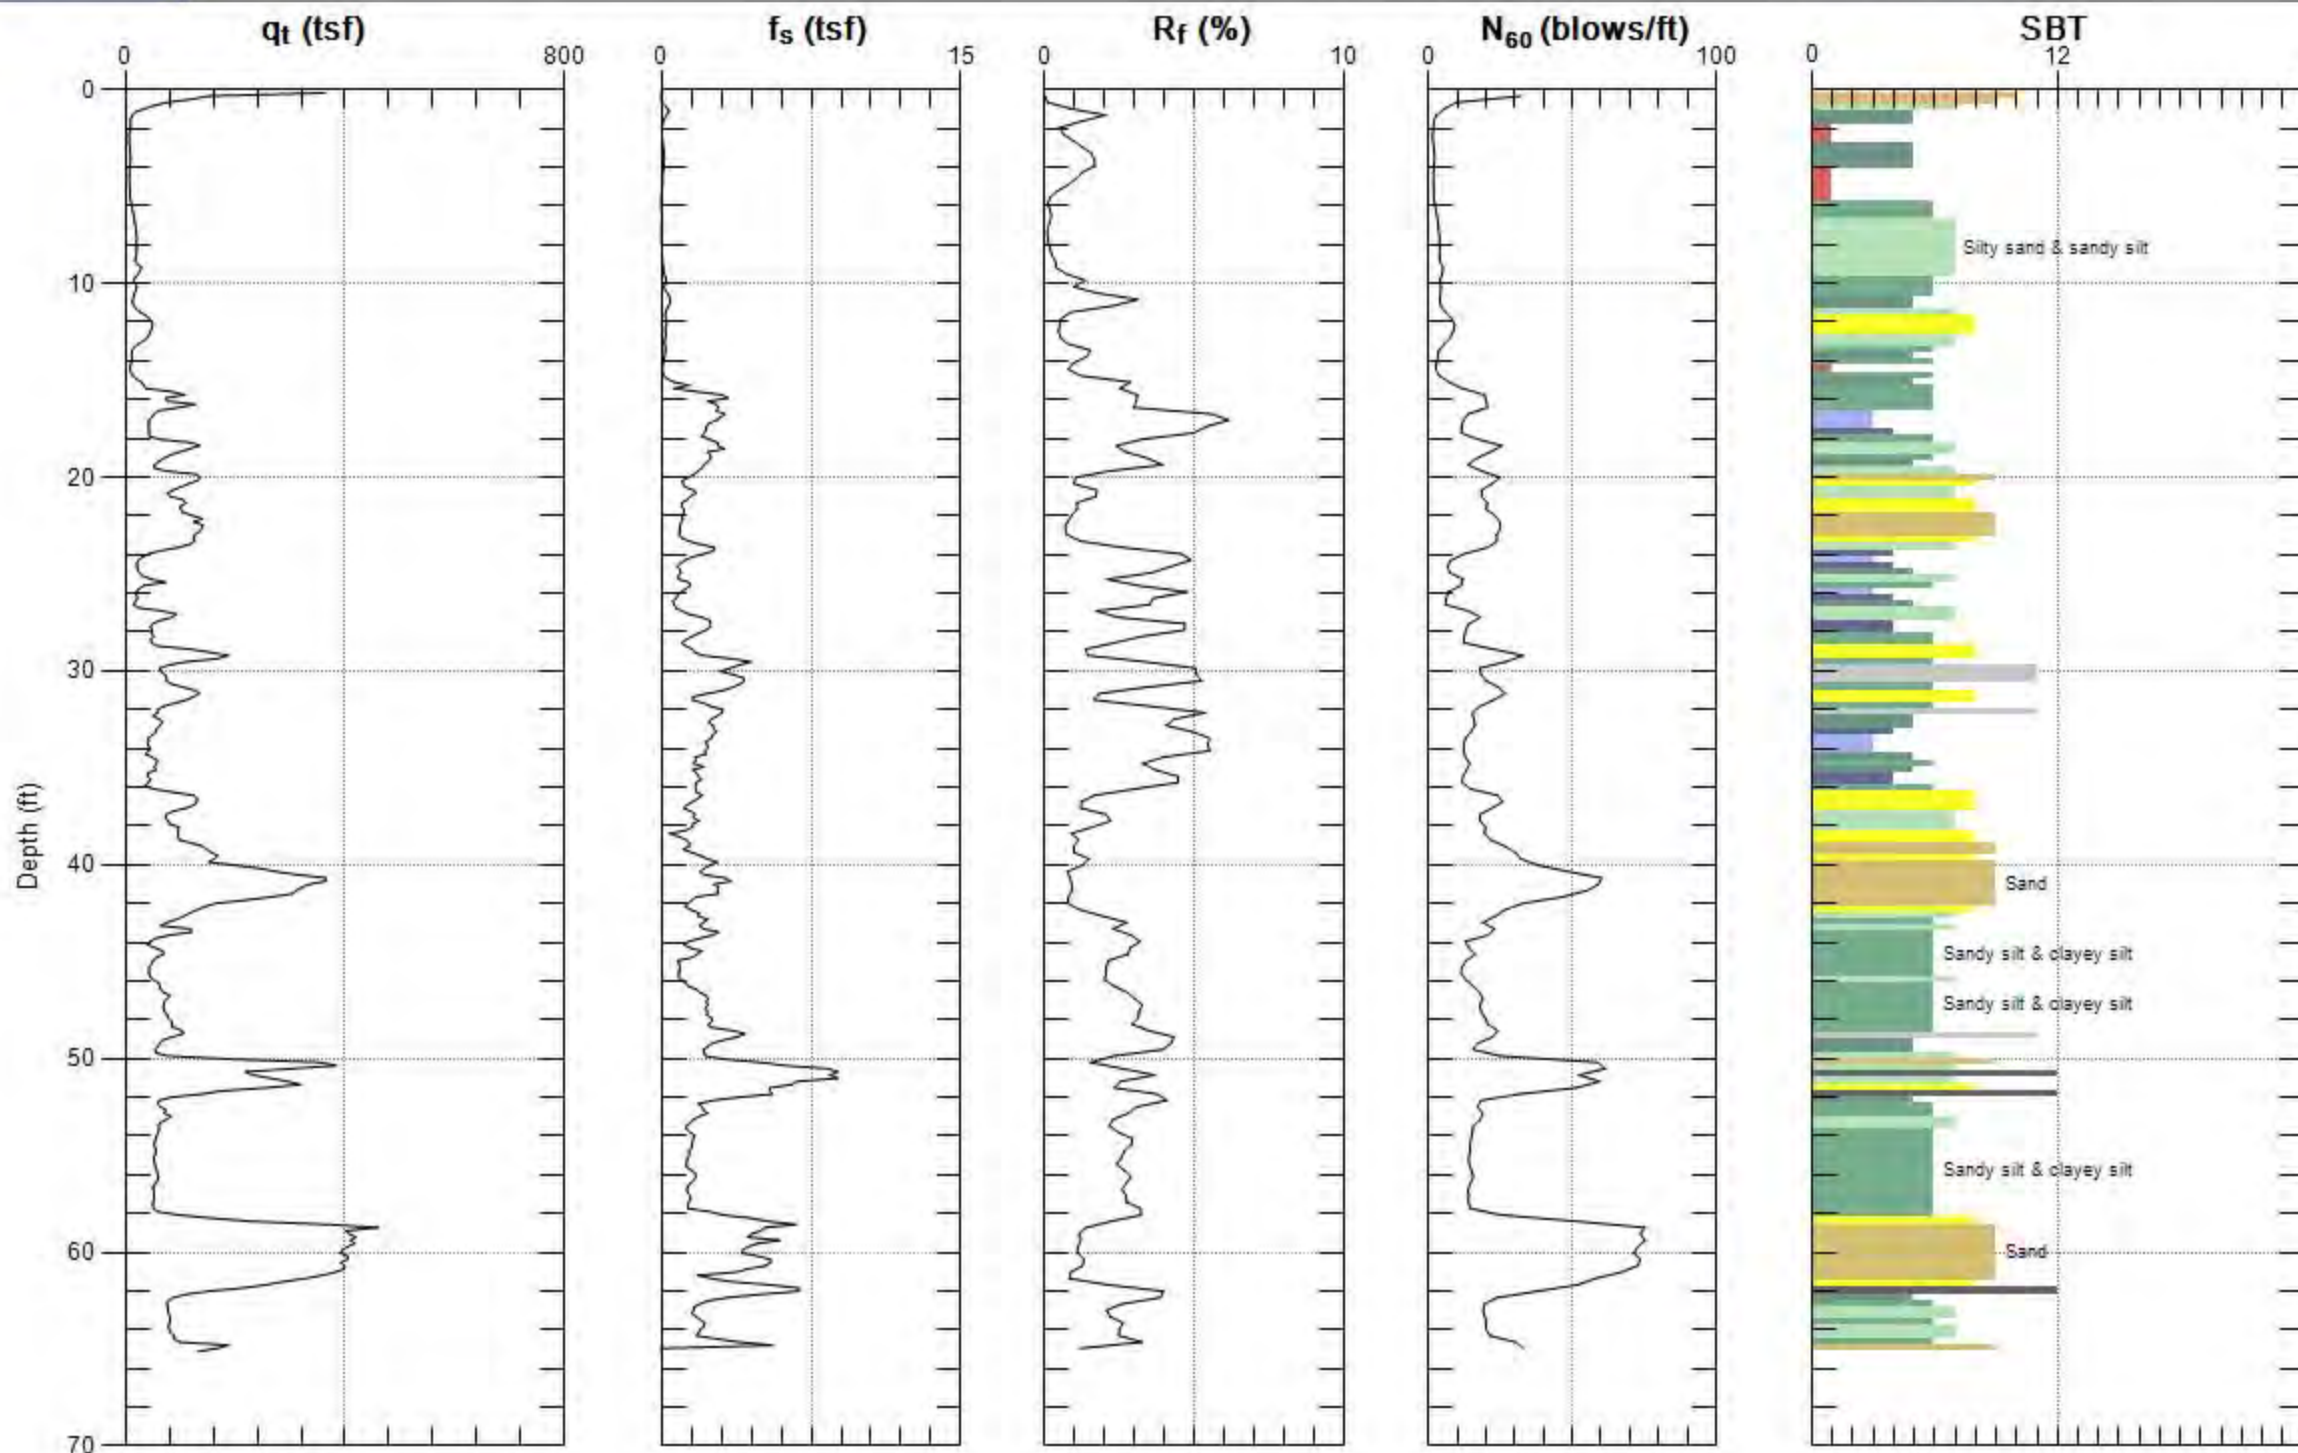 qt (tsf) fs (tsf) Rf (%) N60 (blows/ft) SBT
0 800 0 15 0 10 0 100 0 12
0
10
20
30
40
50
60
70
Depth (ft)
Silty sand & sandy silt
Sand
Sandy silt & clayey silt
Sandy silt & clayey silt
Sandy silt & clayey silt
Sand